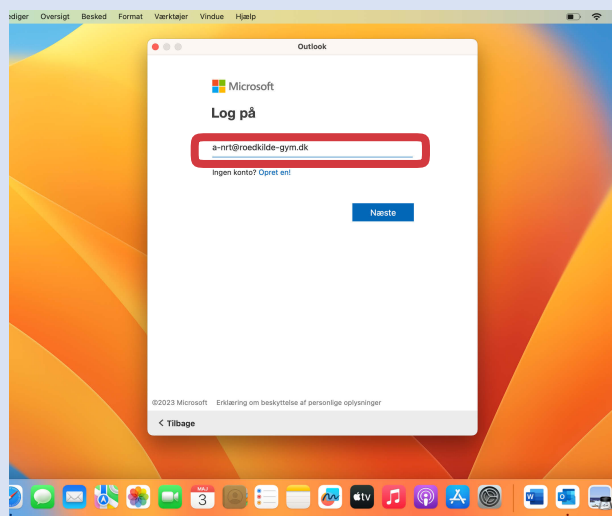 ediger Oversigt Besked Format Værktøjer Vindue Hjælp
Outlook
Microsoft
Log på
a-nrt@roedkilde-gym.dk
Ingen konto? Opret en!
Næste
©2023 Microsoft Erklæring om beskyttelse af personlige oplysninger
< Tilbage
MAJ
3
tv
W